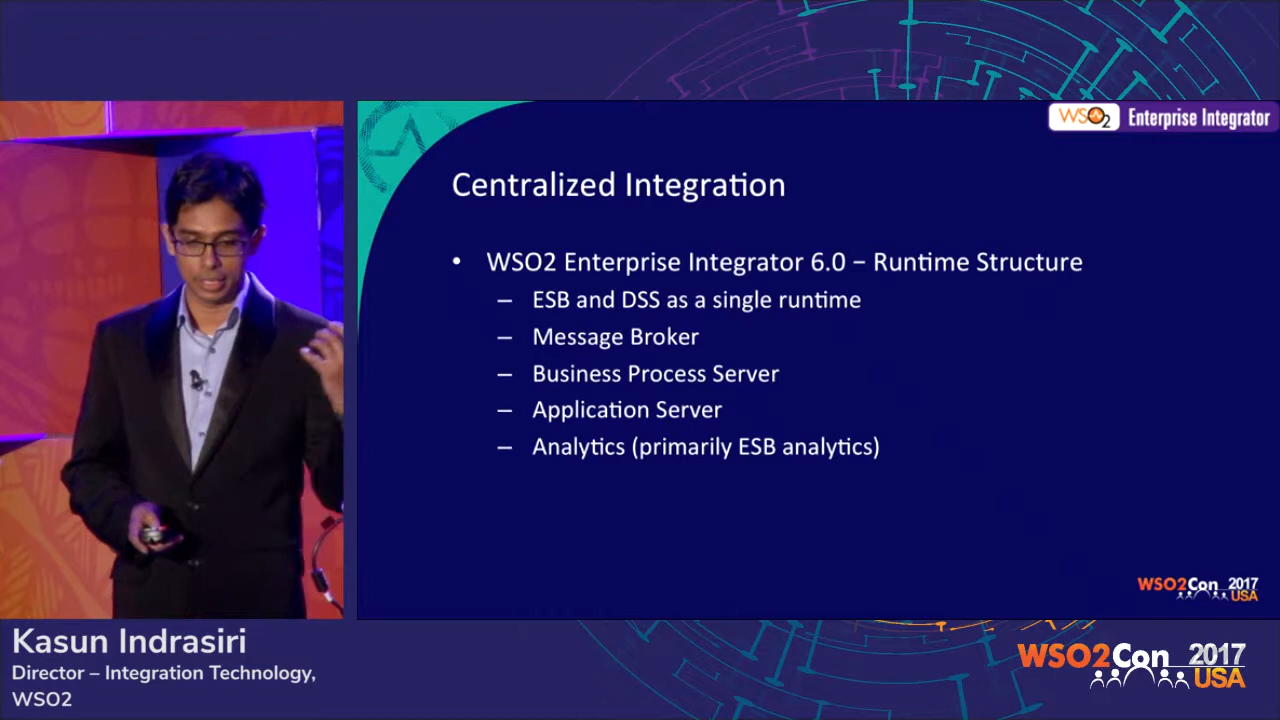 WSO2 Enterprise Integrator
Centralized Integration
• WSO2 Enterprise Integrator 6.0 – Runtime Structure
– ESB and DSS as a single runtime
– Message Broker
– Business Process Server
– Application Server
– Analytics (primarily ESB analytics)
WSO2Con 2017
USA
Kasun Indrasiri
Director – Integration Technology,
WSO2
WSO2Con 2017
USA